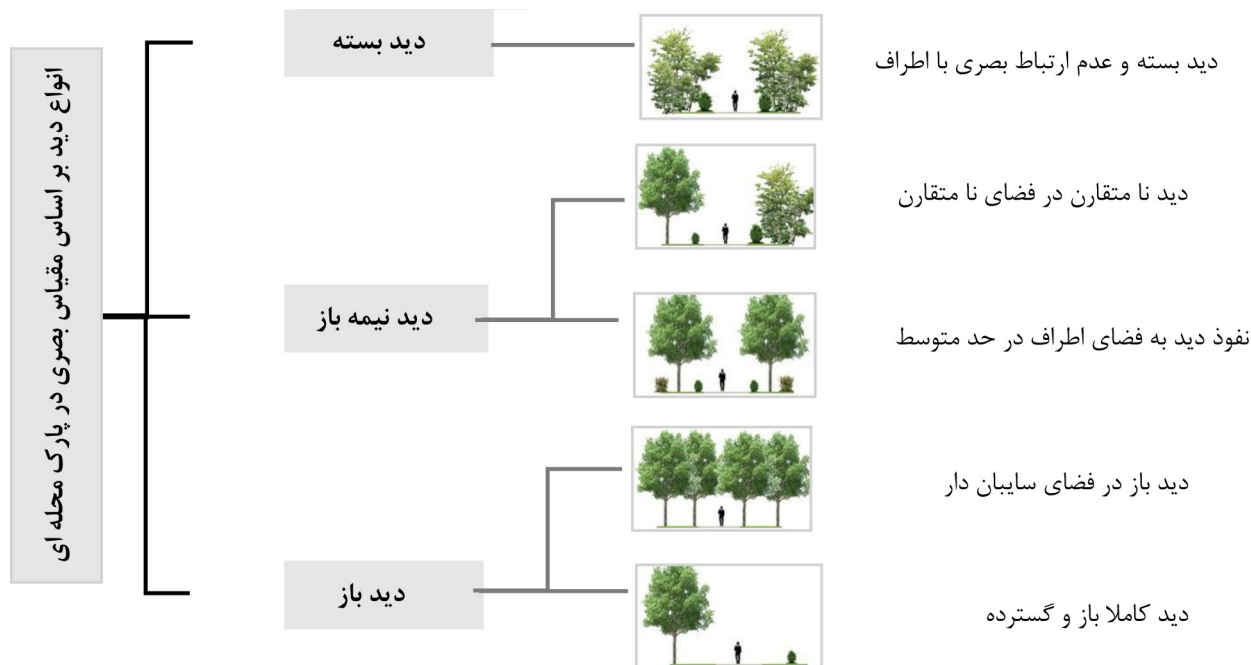 انواع دید بر اساس مقیاس بصری در پارک محله ای
دید بسته
دید بسته و عدم ارتباط بصری با اطراف
دید نیمه باز
دید نا متقارن در فضای نا متقارن
نفوذ دید به فضای اطراف در حد متوسط
دید باز
دید باز در فضای سایبان دار
دید کاملا باز و گسترده